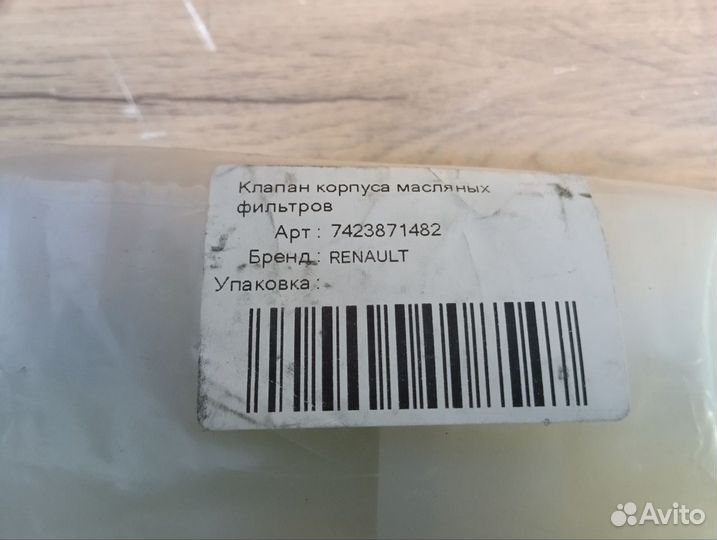 Клапан корпуса масляных
фильтров
Арт : 7423871482
Бренд : RENAULT
Упаковка :
Avito